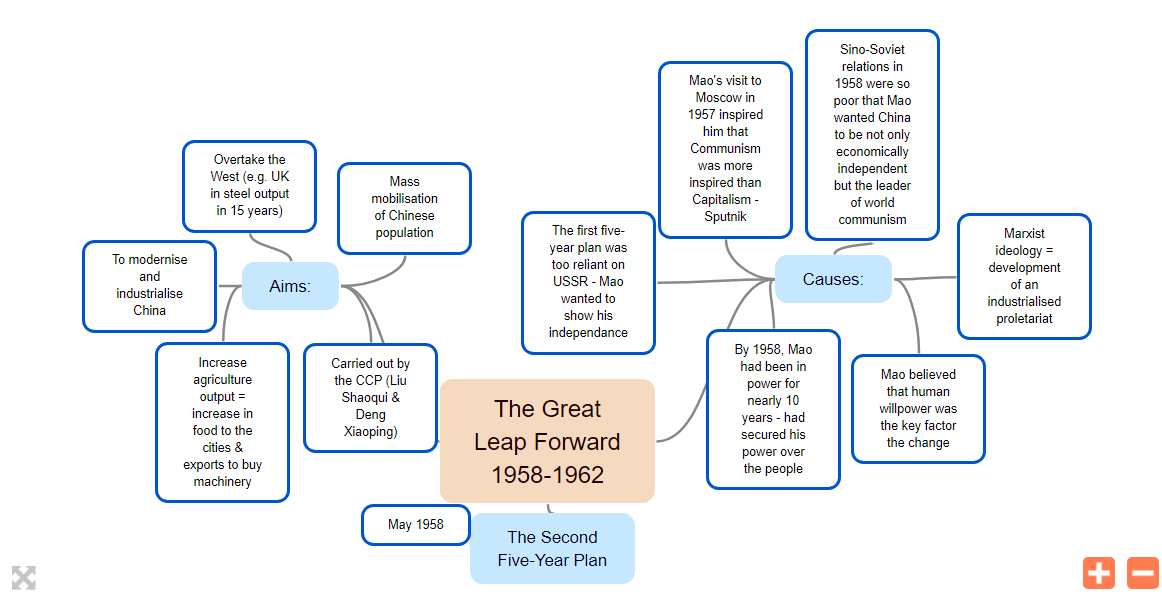 Sino-Soviet
relations in
1958 were so
poor that Mao
wanted China
to be not only
economically
independent
but the leader
of world
communism
Mao's visit to
Moscow in
1957 inspired
him that
Communism
was more
inspired than
Capitalism -
Sputnik
Overtake the
West (e.g. UK
in steel output
in 15 years)
Mass
mobilisation
of Chinese
population
The first five-
year plan was
too reliant on
USSR - Mao
wanted to
show his
independance
Marxist
ideology =
development
of an
industrialised
proletariat
To modernise
and
industrialise
China
Aims:
Causes:
Increase
agriculture
output =
increase in
food to the
cities &
exports to buy
machinery
Carried out by
the CCP (Liu
Shaoqui &
Deng
Xiaoping)
By 1958, Mao
had been in
power for
nearly 10
years - had
secured his
power over
the people
Mao believed
that human
willpower was
the key factor
the change
The Great
Leap Forward
1958-1962
May 1958
The Second
Five-Year Plan